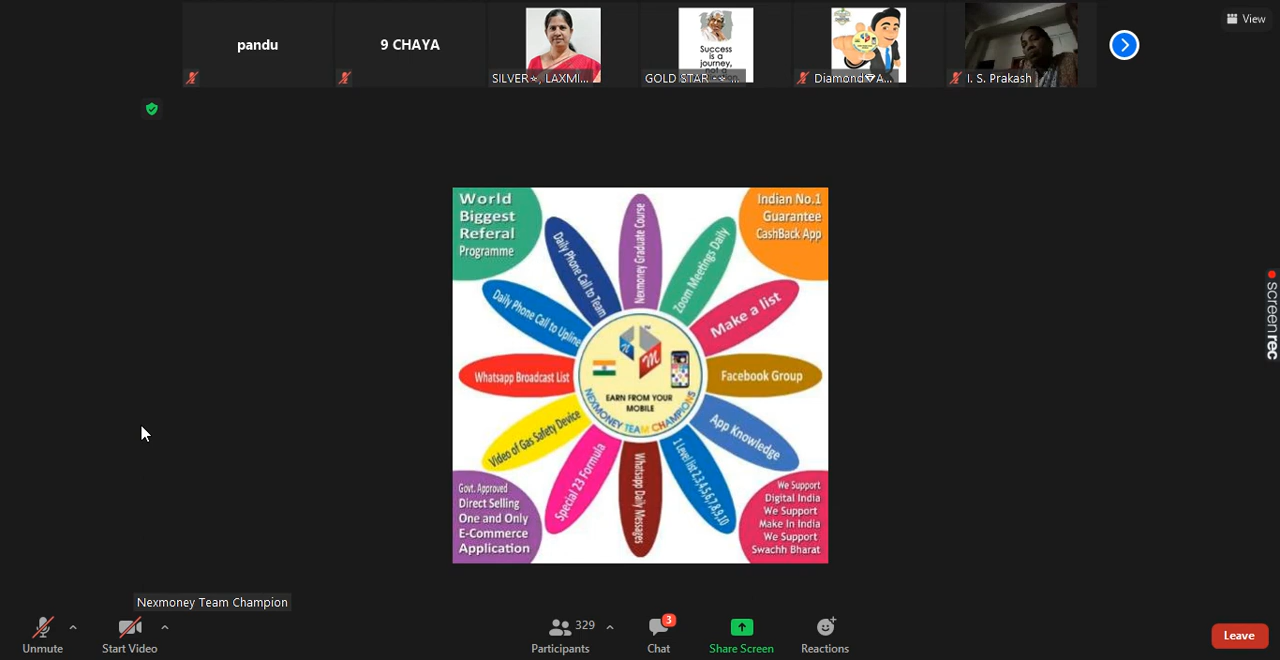 pandu
9 CHAYA
SILVER⭐, LAXMI...
Success
is a
journey,
GOLD STAR ⭐⭐ ...
Diamond💎A...
I. S. Prakash
View
World
Biggest
Referal
Programme
Indian No.1
Guarantee
CashBack App
Daily Phone Call to Team
Nexmoney Graduate Course
Zoom Meetings Daily
Daily Phone Call to Upline
Make a list
Whatsapp Broadcast List
Facebook Group
EARN FROM YOUR
MOBILE
NEXMONEY TEAM CHAMPIONS
Video of Gas Safety Device
App Knowledge
Special 23 Formula
Whatsapp Daily Messages
1 Level list 2,3,4,5,6,7,8,9,10
Govt. Approved
Direct Selling
One and Only
E-Commerce
Application
We Support
Digital India
We Support
Make In India
We Support
Swachh Bharat
screenrec
Nexmoney Team Champion
Unmute
Start Video
329
Participants
3
Chat
Share Screen
Reactions
Leave